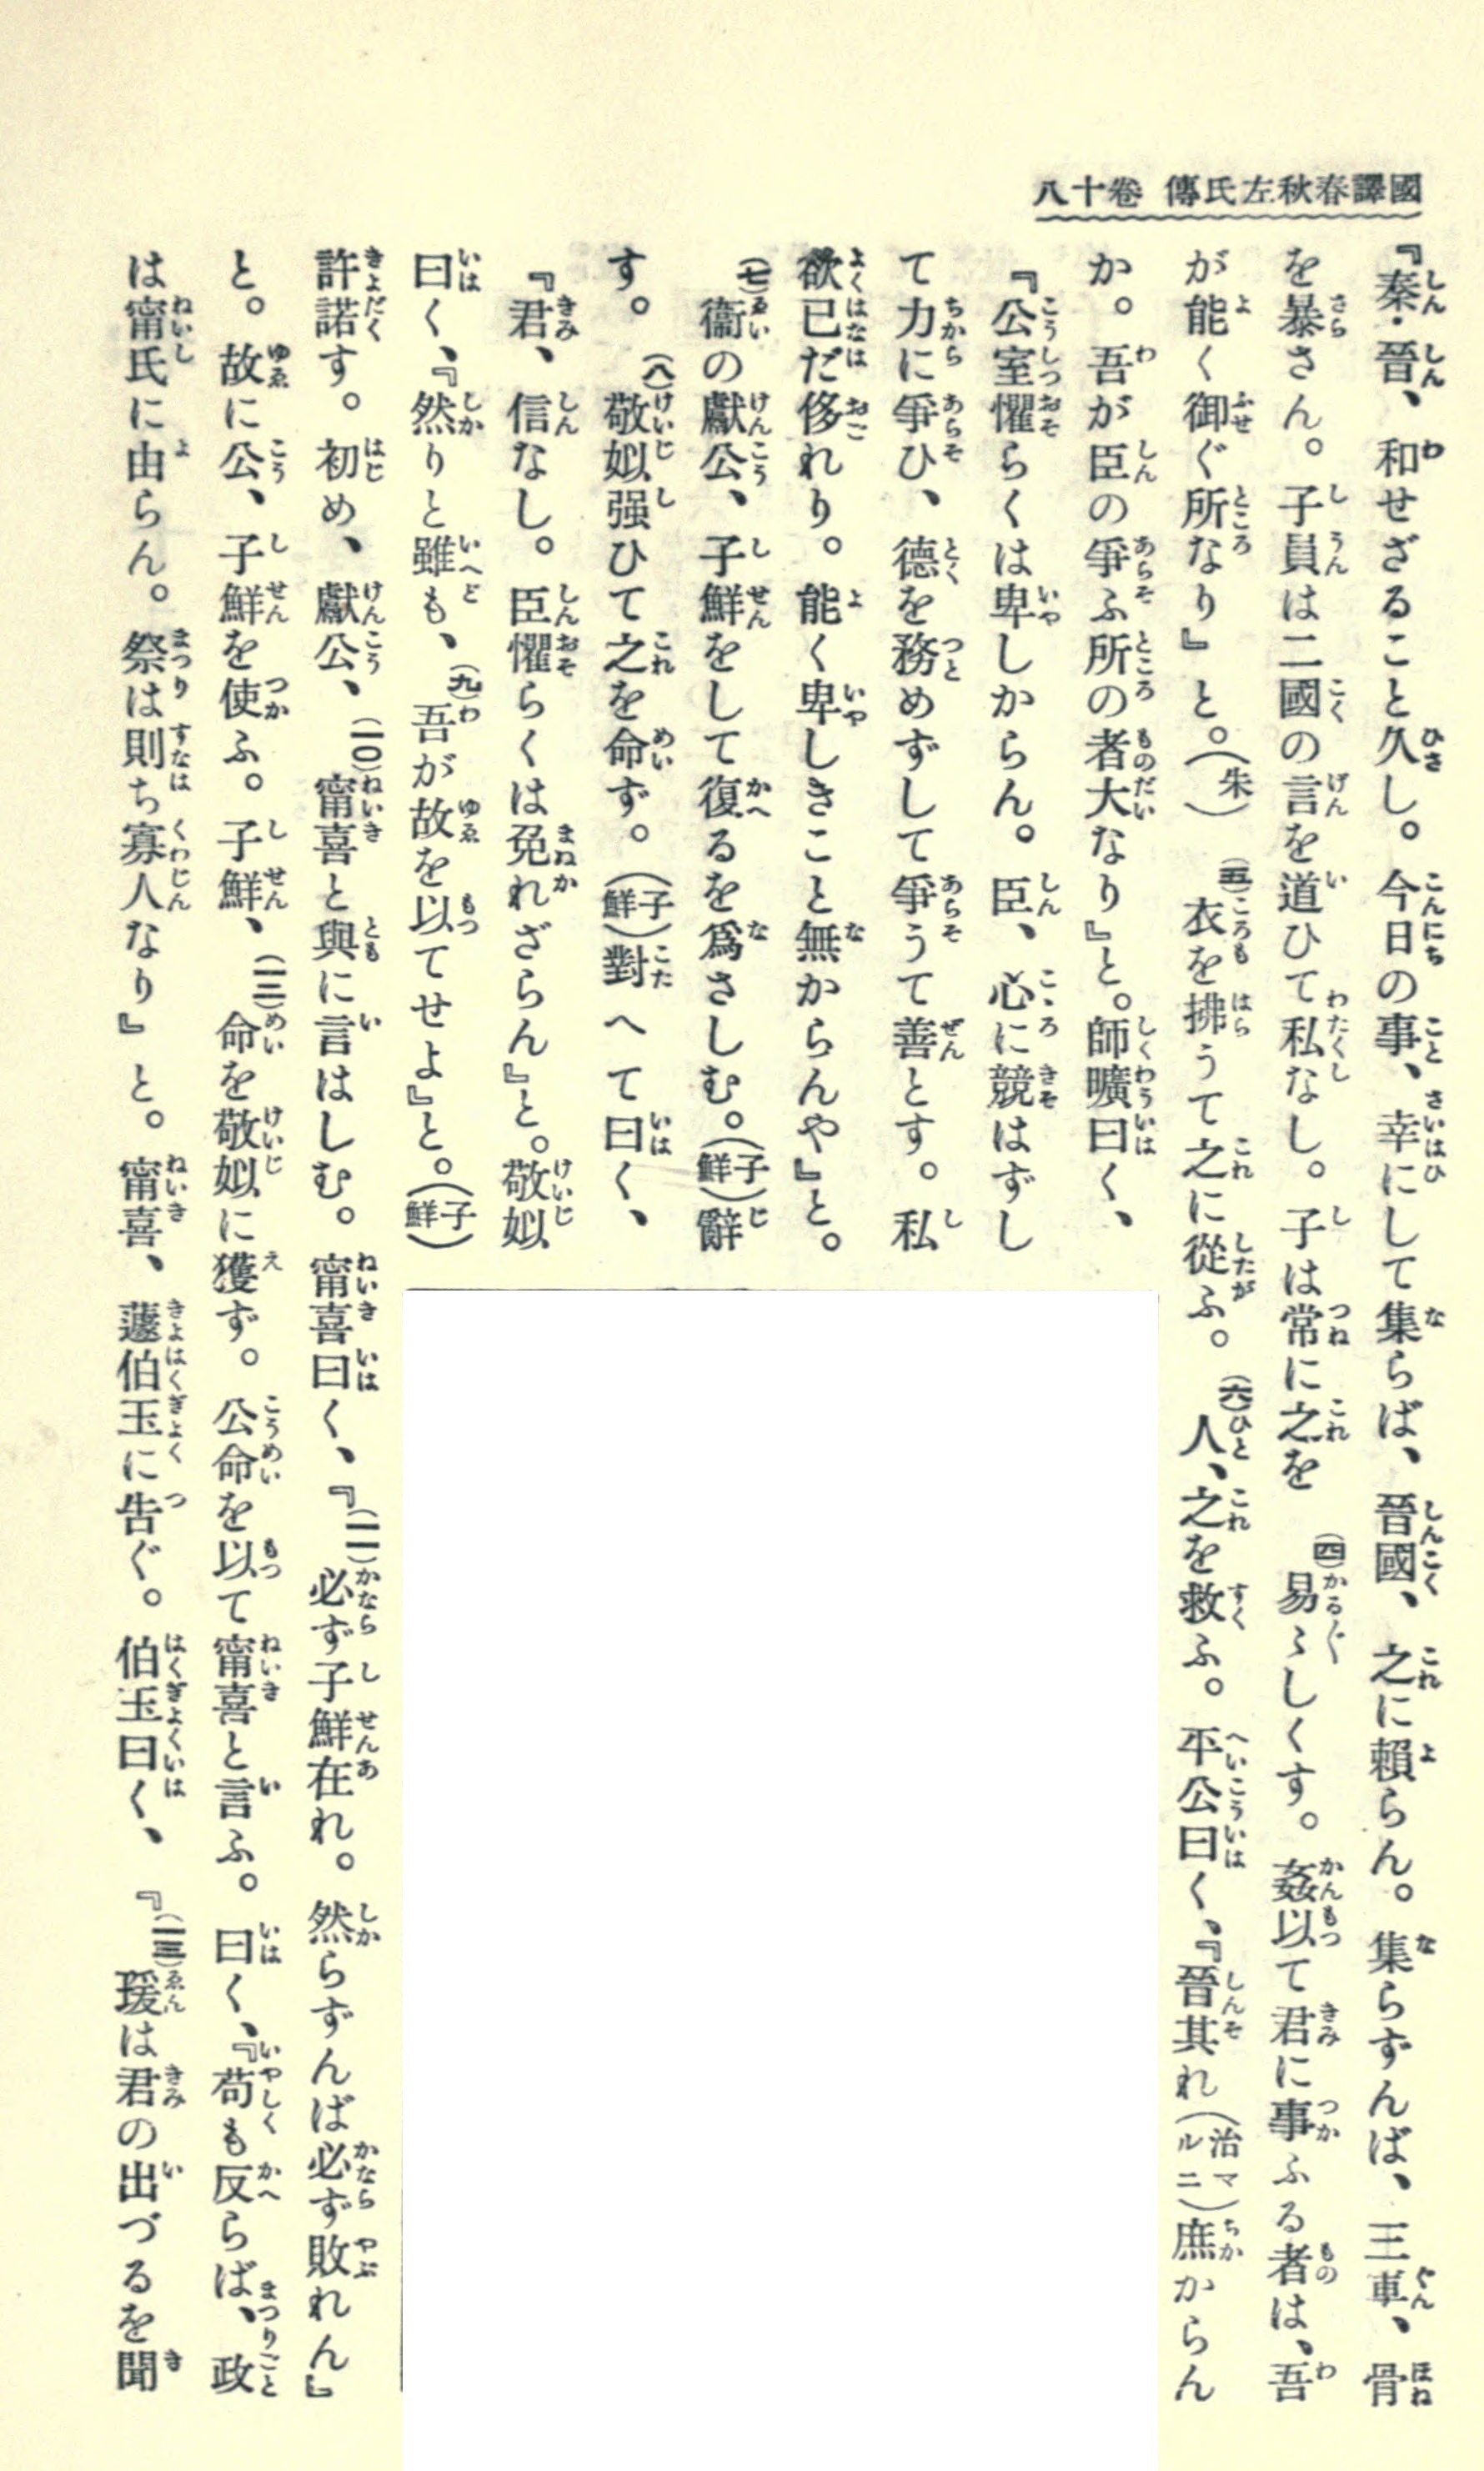 國譯春秋左氏傳 卷十八
『秦・晉、和せざること久し。今日の事、幸にして集らば、晉國、之に賴らん。集らずんば、三軍、骨
を暴さん。子員は二國の言を道ひて私なし。子は常に之を(四)易〻しくす。姦以て君に事ふる者は、吾
が能く御ぐ所なり』と。(朱)(五)衣を拂うて之に從ふ。(六)人、之を救ふ。平公曰く、『晉其れ(治マルニ)庶からん
か。吾が臣の爭ふ所の者大なり』と。師曠曰く、
『公室懼らくは卑しからん。臣、心に競はずし
て力に爭ひ、德を務めずして爭うて善とす。私
欲已だ侈れり。能く卑しきこと無からんや』と。
(七)衞の獻公、子鮮をして復るを爲さしむ。(子鮮)辭
す。(八)敬姒强ひて之を命ず。(子鮮)對へて曰く、
『君、信なし。臣懼らくは免れざらん』と。敬姒
曰く、『然りと雖も、(九)吾が故を以てせよ』と。(子鮮)
許諾す。初め、獻公、(一〇)甯喜と與に言はしむ。甯喜曰く、『(一一)必ず子鮮在れ。然らずんば必ず敗れん』
と。故に公、子鮮を使ふ。子鮮、(一二)命を敬姒に獲ず。公命を以て甯喜と言ふ。曰く、『苟も反らば、政
は甯氏に由らん。祭は則ち寡人なり』と。甯喜、蘧伯玉に吿ぐ。伯玉曰く、『(一三)瑗は君の出づるを聞